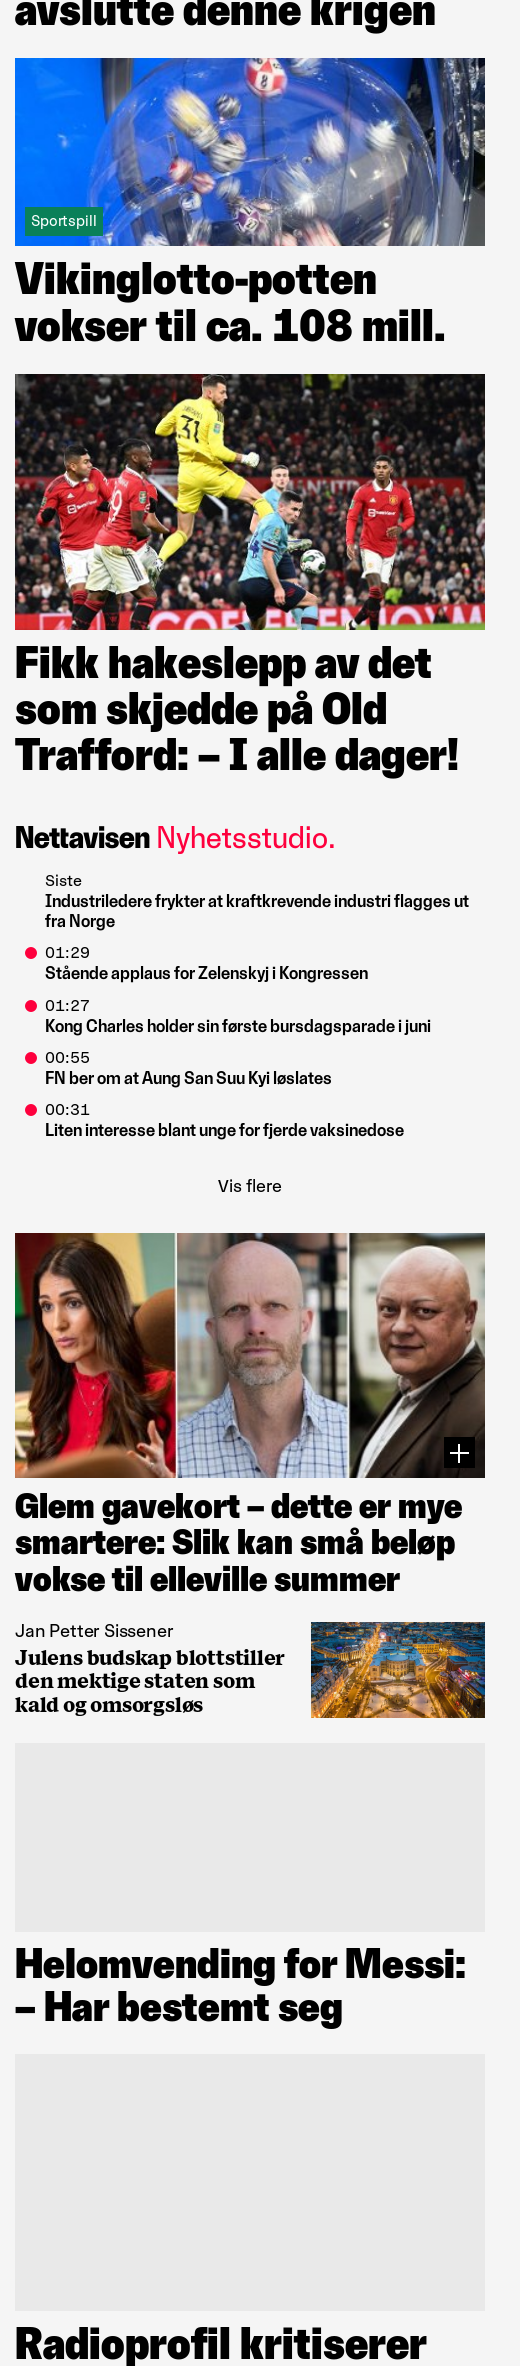 avslutte denne krigen
Sportspill
Vikinglotto-potten
vokser til ca. 108 mill.
31
Fikk hakeslepp av det
som skjedde på Old
Trafford: – I alle dager!
Nettavisen Nyhetsstudio.
Siste
Industriledere frykter at kraftkrevende industri flagges ut
fra Norge
01:29
Stående applaus for Zelenskyj i Kongressen
01:27
Kong Charles holder sin første bursdagsparade i juni
00:55
FN ber om at Aung San Suu Kyi løslates
00:31
Liten interesse blant unge for fjerde vaksinedose
Vis flere
Glem gavekort – dette er mye
smartere: Slik kan små beløp
vokse til elleville summer
Jan Petter Sissener
Julens budskap blottstiller
den mektige staten som
kald og omsorgsløs
Helomvending for Messi:
– Har bestemt seg
Radioprofil kritiserer